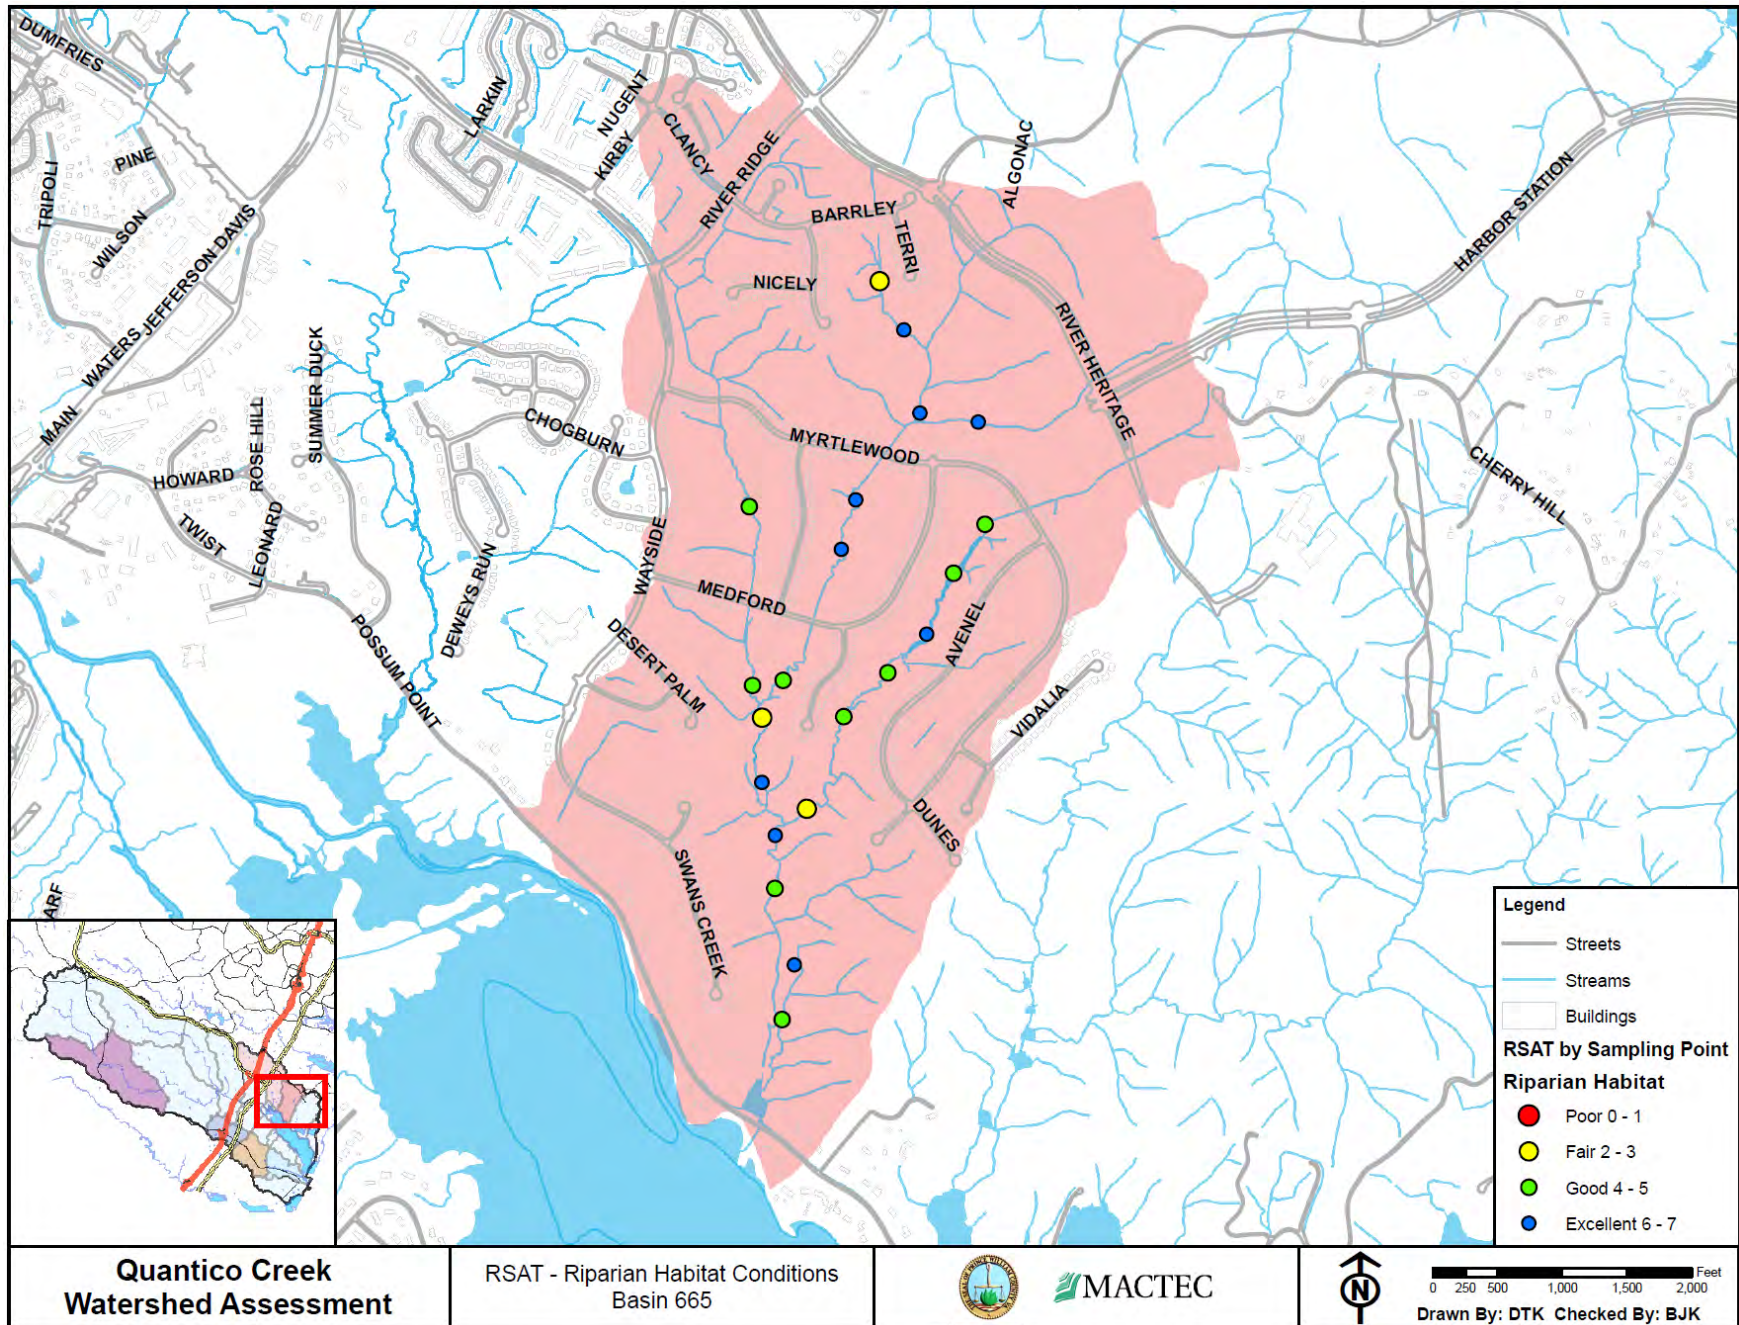 DUMFRIES
LARKIN
NUGENT
KIRBY
CLANCY
RIVER RIDGE
ALGONAC
HARBOR STATION
PINE
TRIPOLI
WILSON
JEFFERSON DAVIS
BARRLEY
TERRI
NICELY
RIVER HERITAGE
WATERS
MAIN
SUMMER DUCK
ROSE HILL
HOWARD
CHOGBURN
MYRTLEWOOD
CHERRY HILL
TWIST
LEONARD
DEWEYS RUN
WAYSIDE
MEDFORD
AVENEL
POSSUM POINT
DESERT PALM
VIDALIA
DUNES
SWANS CREEK
ARF
Legend
Streets
Streams
Buildings
RSAT by Sampling Point
Riparian Habitat
Poor 0 - 1
Fair 2 - 3
Good 4 - 5
Excellent 6 - 7
Quantico Creek
Watershed Assessment
RSAT - Riparian Habitat Conditions
Basin 665
MACTEC
N
Feet
0 250 500 1,000 1,500 2,000
Drawn By: DTK Checked By: BJK